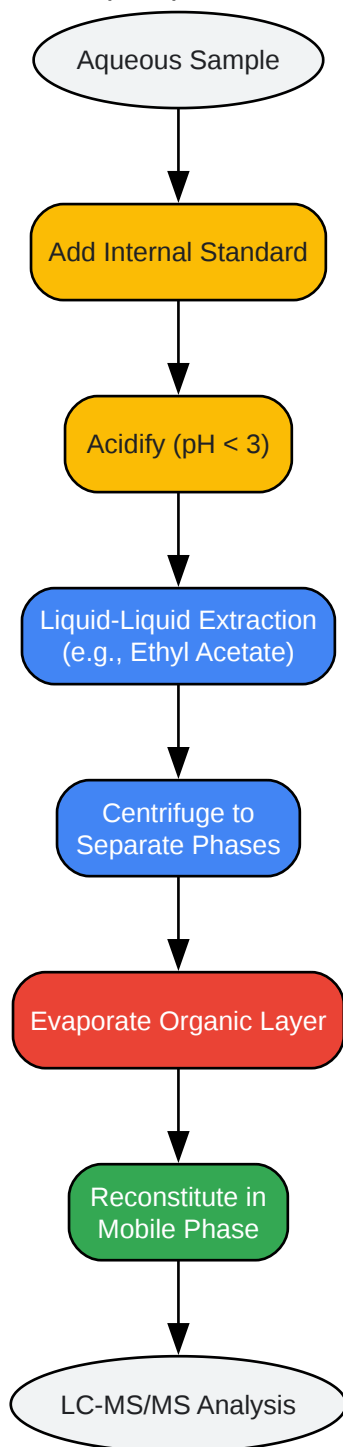 Aqueous Sample
Add Internal Standard
Acidify (pH < 3)
Liquid-Liquid Extraction
(e.g., Ethyl Acetate)
Centrifuge to
Separate Phases
Evaporate Organic Layer
Reconstitute in
Mobile Phase
LC-MS/MS Analysis